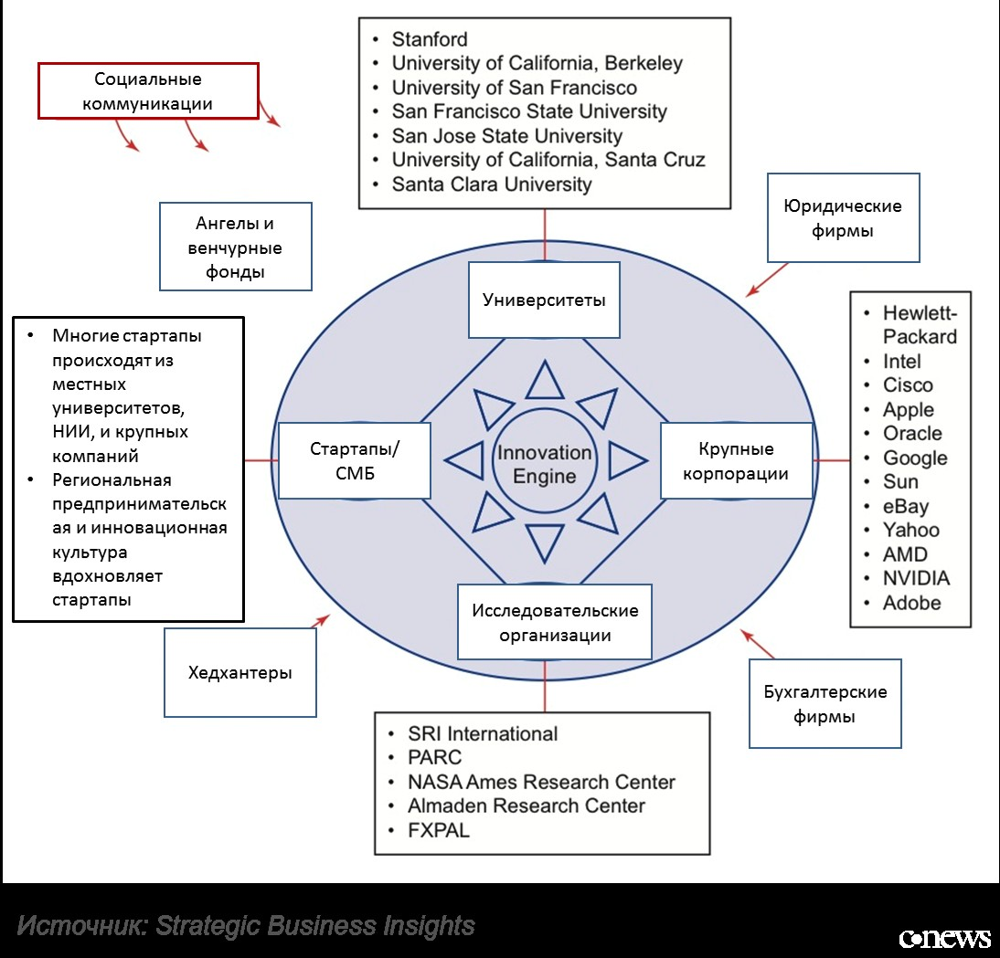 • Stanford
• University of California, Berkeley
• University of San Francisco
• San Francisco State University
• San Jose State University
• University of California, Santa Cruz
• Santa Clara University
Социальные
коммуникации
Ангелы и
венчурные
фонды
Юридические
фирмы
Университеты
• Многие стартапы
происходят из
местных
университетов,
НИИ, и крупных
компаний
• Региональная
предпринимательск
ая и инновационная
культура
вдохновляет
стартапы
Стартапы/
СМБ
Innovation
Engine
Крупные
корпорации
• Hewlett-
Packard
• Intel
• Cisco
• Apple
• Oracle
• Google
• Sun
• eBay
• Yahoo
• AMD
• NVIDIA
• Adobe
Исследовательские
организации
Хедхантеры
Бухгалтерские
фирмы
• SRI International
• PARC
• NASA Ames Research Center
• Almaden Research Center
• FXPAL
Источник: Strategic Business Insights
c•news